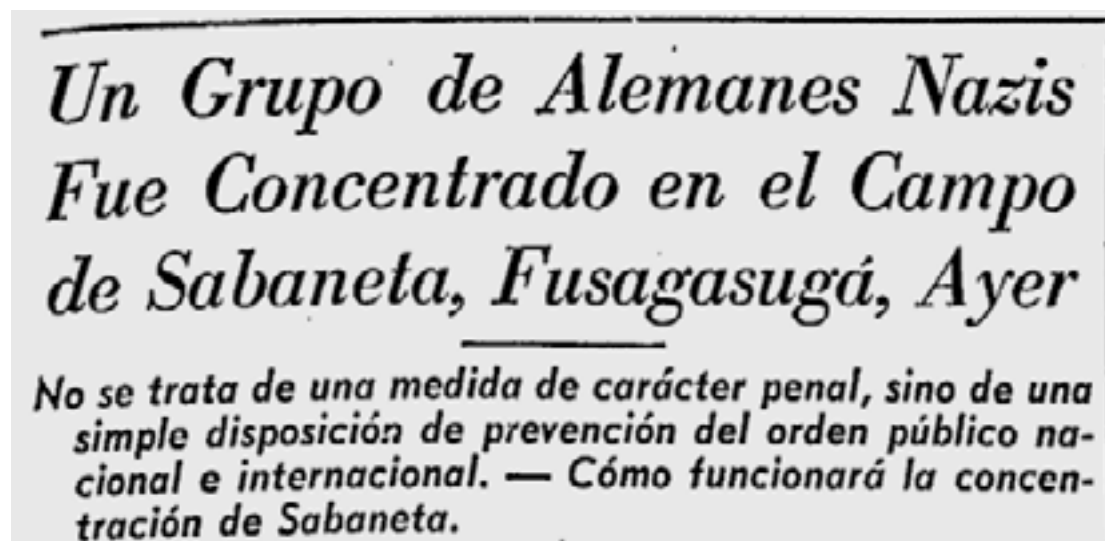 Un Grupo de Alemanes Nazis
Fue Concentrado en el Campo
de Sabaneta, Fusagasugá, Ayer
No se trata de una medida de carácter penal, sino de una
simple disposición de prevención del orden público na-
cional e internacional. — Cómo funcionará la concen-
tración de Sabaneta.